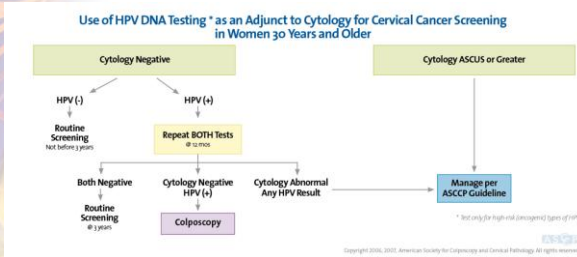 Use of HPV DNA Testing * as an Adjunct to Cytology for Cervical Cancer Screening
in Women 30 Years and Older
Cytology Negative
Cytology ASCUS or Greater
HPV (-)
HPV (+)
Routine
Screening
Not before 3 years
Repeat BOTH Tests
@ 12 mos
Both Negative
Cytology Negative
HPV (+)
Cytology Abnormal
Any HPV Result
Manage per
ASCCP Guideline
Routine
Screening
@ 3 years
Colposcopy
* Test only for high-risk (oncogenic) types of HPV
Copyright 2006, 2007, American Society for Colposcopy and Cervical Pathology. All rights reserved